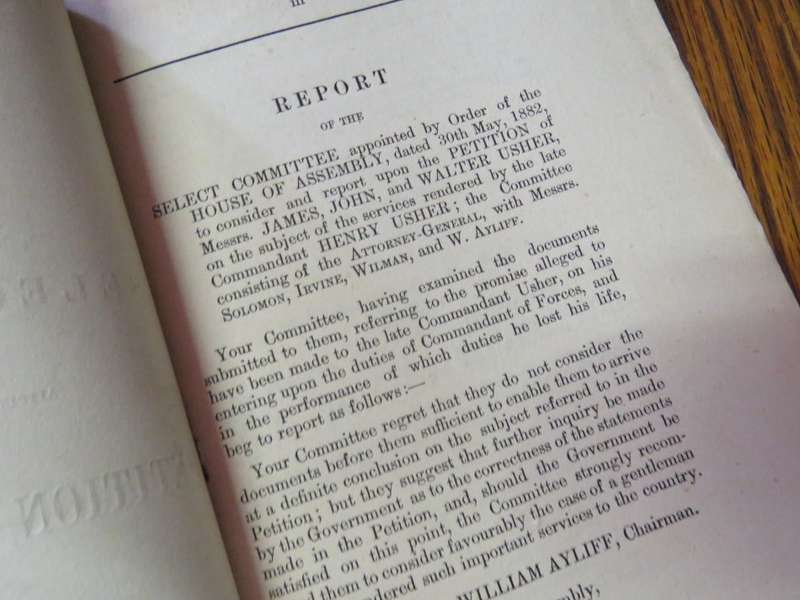 iii
REPORT
OF THE
SELECT COMMITTEE appointed by Order of the
HOUSE OF ASSEMBLY, dated 30th May, 1882,
to consider and report upon the PETITION of
Messrs. JAMES, JOHN, and WALTER USHER,
on the subject of the services rendered by the late
Commandant HENRY USHER; the Committee
consisting of the ATTORNEY-GENERAL, with Messrs.
SOLOMON, IRVINE, WILMAN, and W. AYLIFF.
Your Committee, having examined the documents
submitted to them, referring to the promise alleged to
have been made to the late Commandant Usher, on his
entering upon the duties of Commandant of Forces, and
in the performance of which duties he lost his life,
beg to report as follows:—
Your Committee regret that they do not consider the
documents before them sufficient to enable them to arrive
at a definite conclusion on the subject referred to in the
Petition; but they suggest that further inquiry be made
by the Government as to the correctness of the statements
made in the Petition, and, should the Government be
satisfied on this point, the Committee strongly recom-
them to consider favourably the case of a gentleman
such important services to the country.
WILLIAM AYLIFF, Chairman.